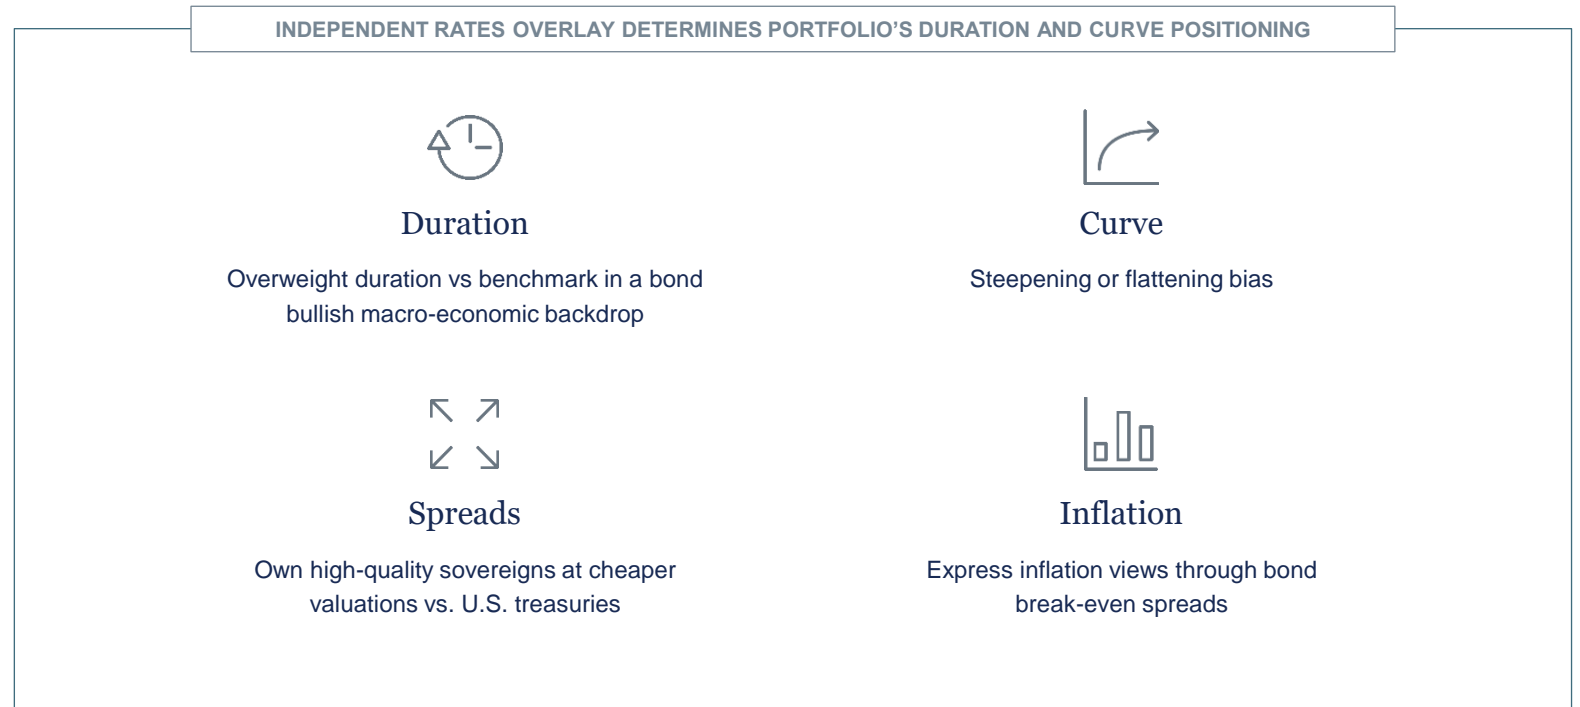 INDEPENDENT RATES OVERLAY DETERMINES PORTFOLIO’S DURATION AND CURVE POSITIONING
Duration
Overweight duration vs benchmark in a bond
bullish macro-economic backdrop
Curve
Steepening or flattening bias
Spreads
Own high-quality sovereigns at cheaper
valuations vs. U.S. treasuries
Inflation
Express inflation views through bond
break-even spreads